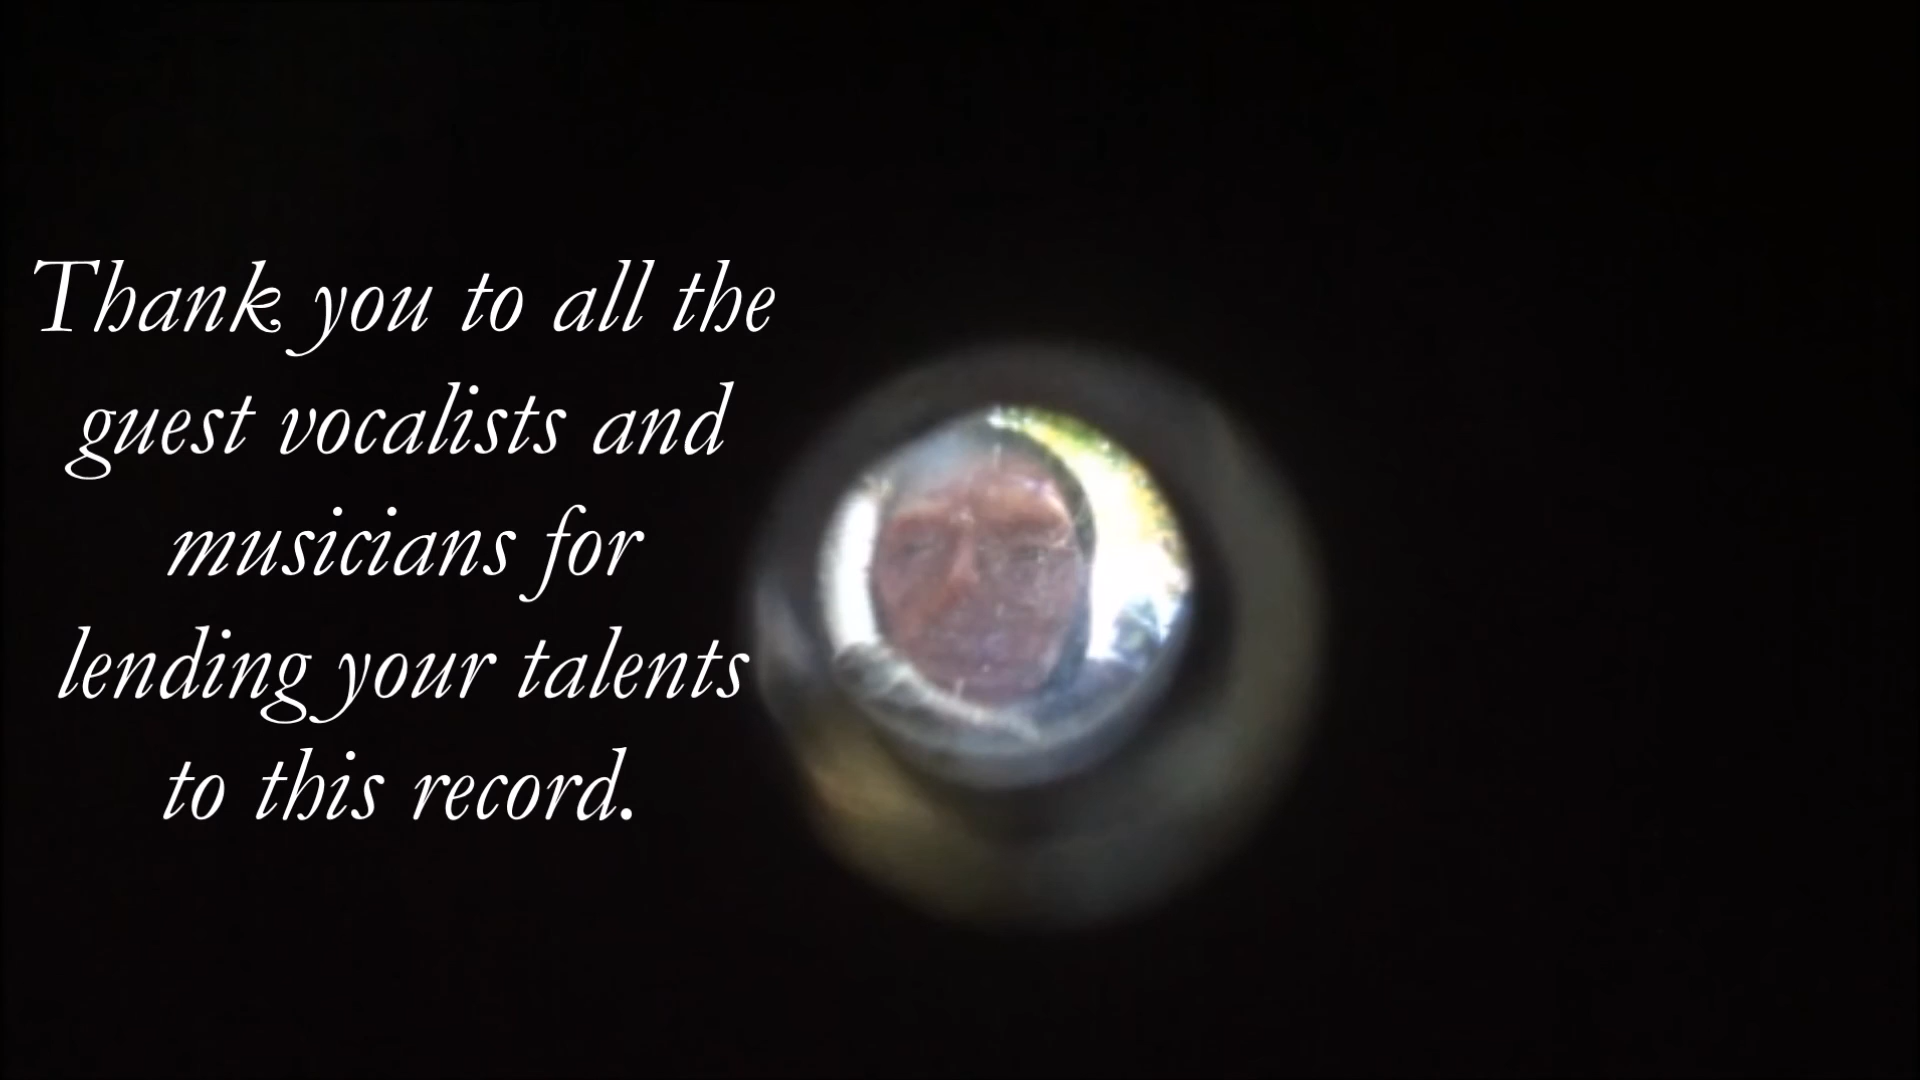 Thank you to all the
guest vocalists and
musicians for
lending your talents
to this record.